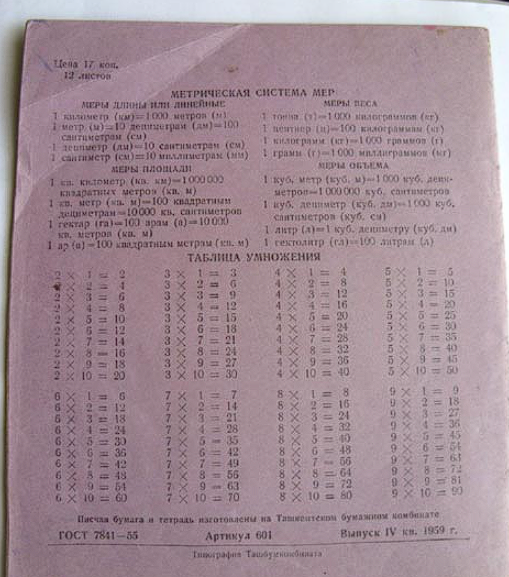 Цена 17 коп.
12 листов
МЕТРИЧЕСКАЯ СИСТЕМА МЕР
МЕРЫ ДЛИНЫ ИЛИ ЛИНЕЙНЫЕ
1 километр (км)=1000 метров (м)
1 метр (м)=10 дециметрам (дм)=100
сантиметрам (см)
1 дециметр (дм)=10 сантиметрам (см)
1 сантиметр (см)=10 миллиметрам (мм)
МЕРЫ ПЛОЩАДИ
1 кв. километр (кв. км)=1000000
квадратных метров (кв. м)
1 кв. метр (кв. м)=100 квадратным
дециметрам=10000 кв. сантиметров
1 гектар (га)=100 арам (а)=10000
кв. метров (кв. м)
1 ар (а)=100 квадратным метрам (кв. м)
МЕРЫ ВЕСА
1 тонна (т)=1000 килограммов (кг)
1 центнер (ц)=100 килограммам (кг)
1 килограмм (кг)=1000 граммов (г)
1 грамм (г)=1000 миллиграммов (мг)
МЕРЫ ОБЪЕМА
1 куб. метр (куб. м)=1000 куб. деци-
метров=1000000 куб. сантиметров
1 куб. дециметр (куб. дм)=1000 куб.
сантиметров (куб. см)
1 литр (л)=1 куб. дециметру (куб. дм)
1 гектолитр (гл)=100 литрам (л)
ТАБЛИЦА УМНОЖЕНИЯ
2 × 1 = 2
2 × 2 = 4
2 × 3 = 6
2 × 4 = 8
2 × 5 = 10
2 × 6 = 12
2 × 7 = 14
2 × 8 = 16
2 × 9 = 18
2 × 10 = 20
3 × 1 = 3
3 × 2 = 6
3 × 3 = 9
3 × 4 = 12
3 × 5 = 15
3 × 6 = 18
3 × 7 = 21
3 × 8 = 24
3 × 9 = 27
3 × 10 = 30
4 × 1 = 4
4 × 2 = 8
4 × 3 = 12
4 × 4 = 16
4 × 5 = 20
4 × 6 = 24
4 × 7 = 28
4 × 8 = 32
4 × 9 = 36
4 × 10 = 40
5 × 1 = 5
5 × 2 = 10
5 × 3 = 15
5 × 4 = 20
5 × 5 = 25
5 × 6 = 30
5 × 7 = 35
5 × 8 = 40
5 × 9 = 45
5 × 10 = 50
6 × 1 = 6
6 × 2 = 12
6 × 3 = 18
6 × 4 = 24
6 × 5 = 30
6 × 6 = 36
6 × 7 = 42
6 × 8 = 48
6 × 9 = 54
6 × 10 = 60
7 × 1 = 7
7 × 2 = 14
7 × 3 = 21
7 × 4 = 28
7 × 5 = 35
7 × 6 = 42
7 × 7 = 49
7 × 8 = 56
7 × 9 = 63
7 × 10 = 70
8 × 1 = 8
8 × 2 = 16
8 × 3 = 24
8 × 4 = 32
8 × 5 = 40
8 × 6 = 48
8 × 7 = 56
8 × 8 = 64
8 × 9 = 72
8 × 10 = 80
9 × 1 = 9
9 × 2 = 18
9 × 3 = 27
9 × 4 = 36
9 × 5 = 45
9 × 6 = 54
9 × 7 = 63
9 × 8 = 72
9 × 9 = 81
9 × 10 = 90
Писчая бумага и тетрадь изготовлены на Ташкентском бумажном комбинате
ГОСТ 7841—55 Артикул 601 Выпуск IV кв. 1959 г.
Типография Ташбумкомбината